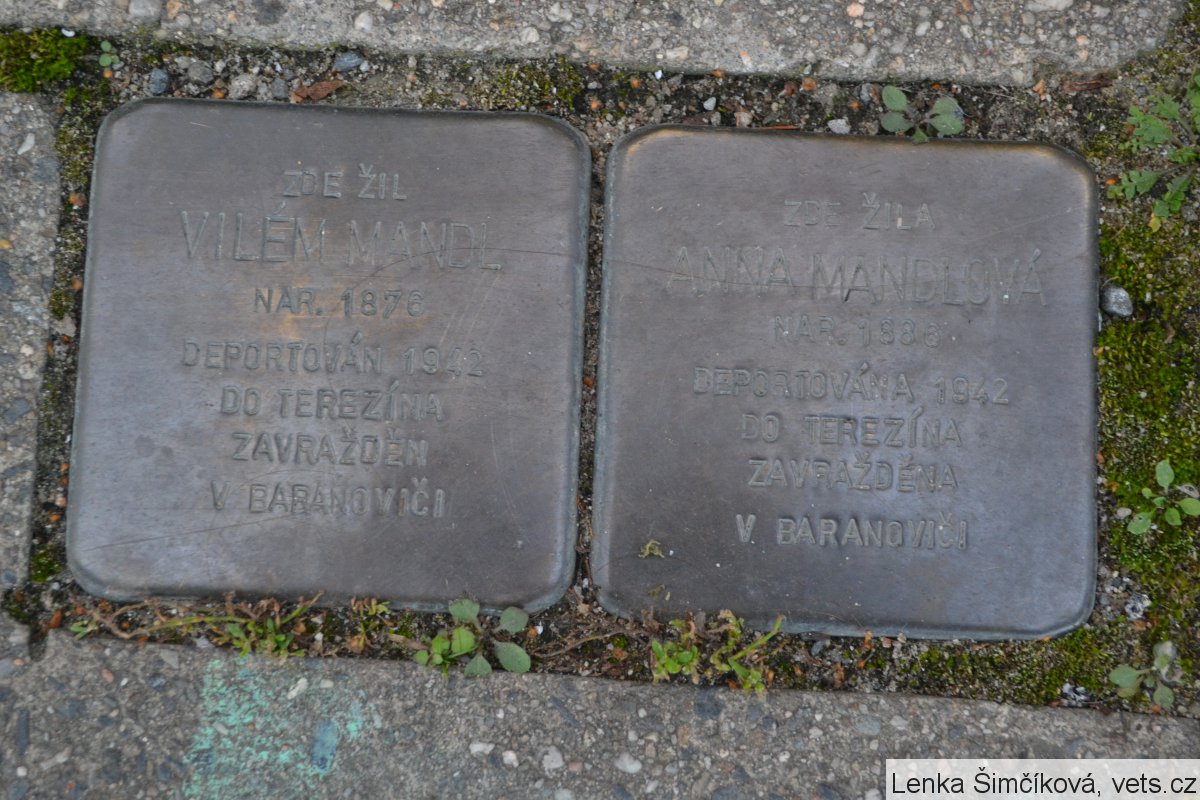 ZDE ŽIL
VILÉM MANDL
NAR. 1876
DEPORTOVÁN 1942
DO TEREZÍNA
ZAVRAŽDĚN
V BARANOVIČI
ZDE ŽILA
ANNA MANDLOVÁ
NAR. 1886
DEPORTOVÁNA 1942
DO TEREZÍNA
ZAVRAŽDĚNA
V BARANOVIČI
Lenka Šimčíková, vets.cz